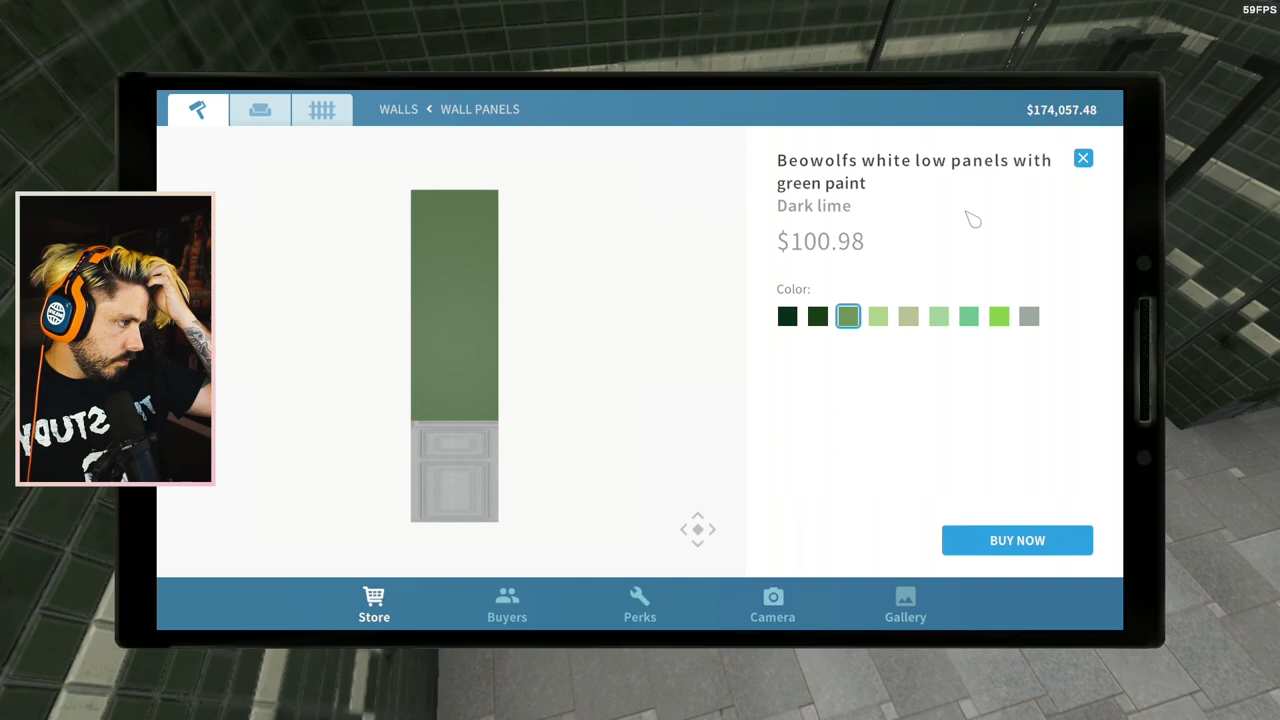 59FPS
WALLS < WALL PANELS
$174,057.48
Beowolfs white low panels with
green paint
Dark lime
$100.98
Color:
BUY NOW
Store
Buyers
Perks
Camera
Gallery
STUDY